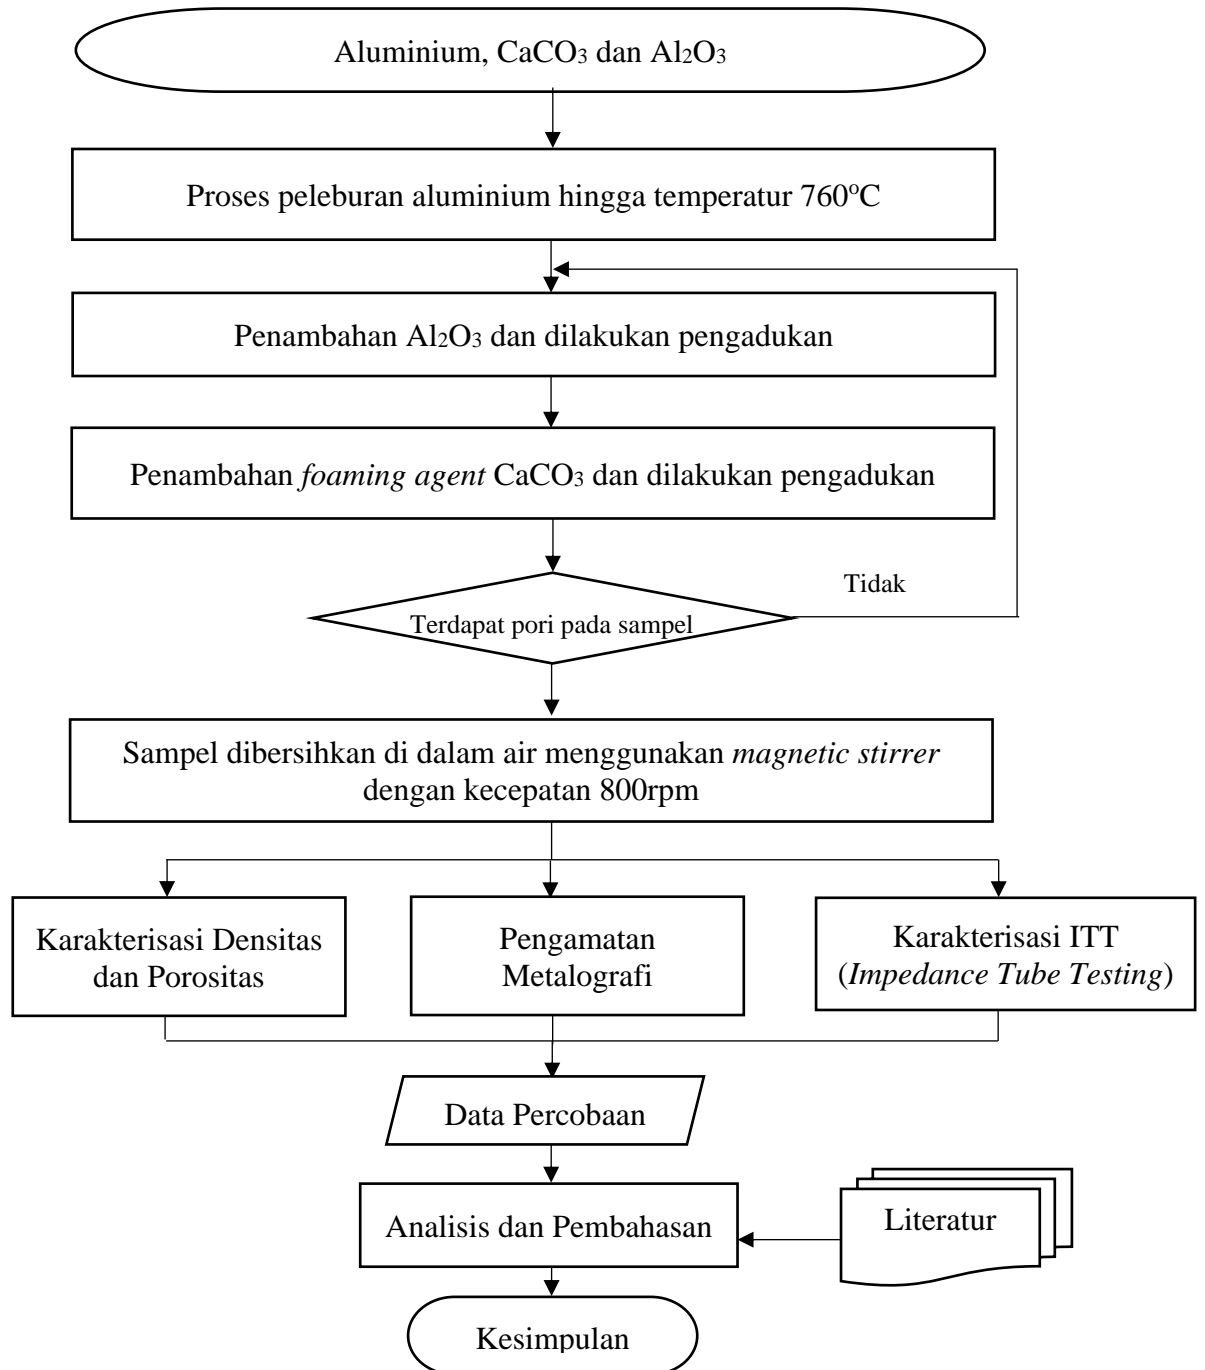 Aluminium, CaCO₃ dan Al₂O₃
Proses peleburan aluminium hingga temperatur 760ᵒC
Penambahan Al₂O₃ dan dilakukan pengadukan
Penambahan foaming agent CaCO₃ dan dilakukan pengadukan
Tidak
Terdapat pori pada sampel
Sampel dibersihkan di dalam air menggunakan magnetic stirrer
dengan kecepatan 800rpm
Karakterisasi Densitas
dan Porositas
Pengamatan
Metalografi
Karakterisasi ITT
(Impedance Tube Testing)
Data Percobaan
Analisis dan Pembahasan
Literatur
Kesimpulan